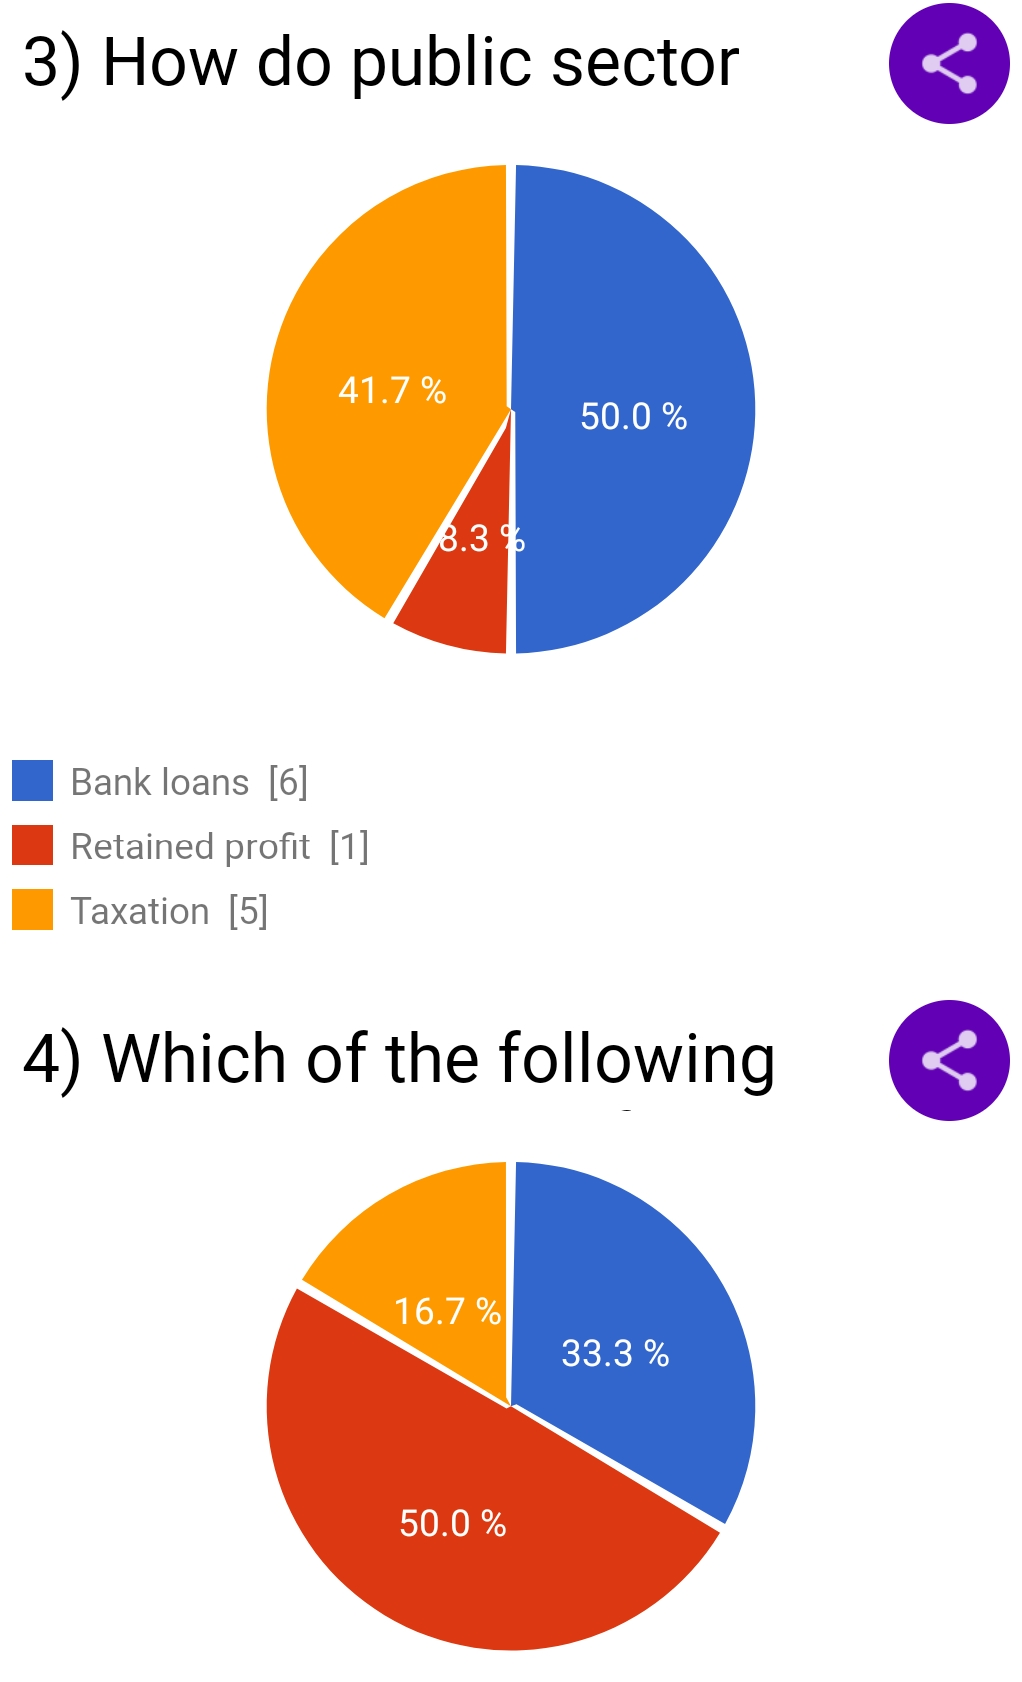 3) How do public sector
41.7 %
50.0 %
8.3 %
Bank loans [6]
Retained profit [1]
Taxation [5]
4) Which of the following
16.7 %
33.3 %
50.0 %